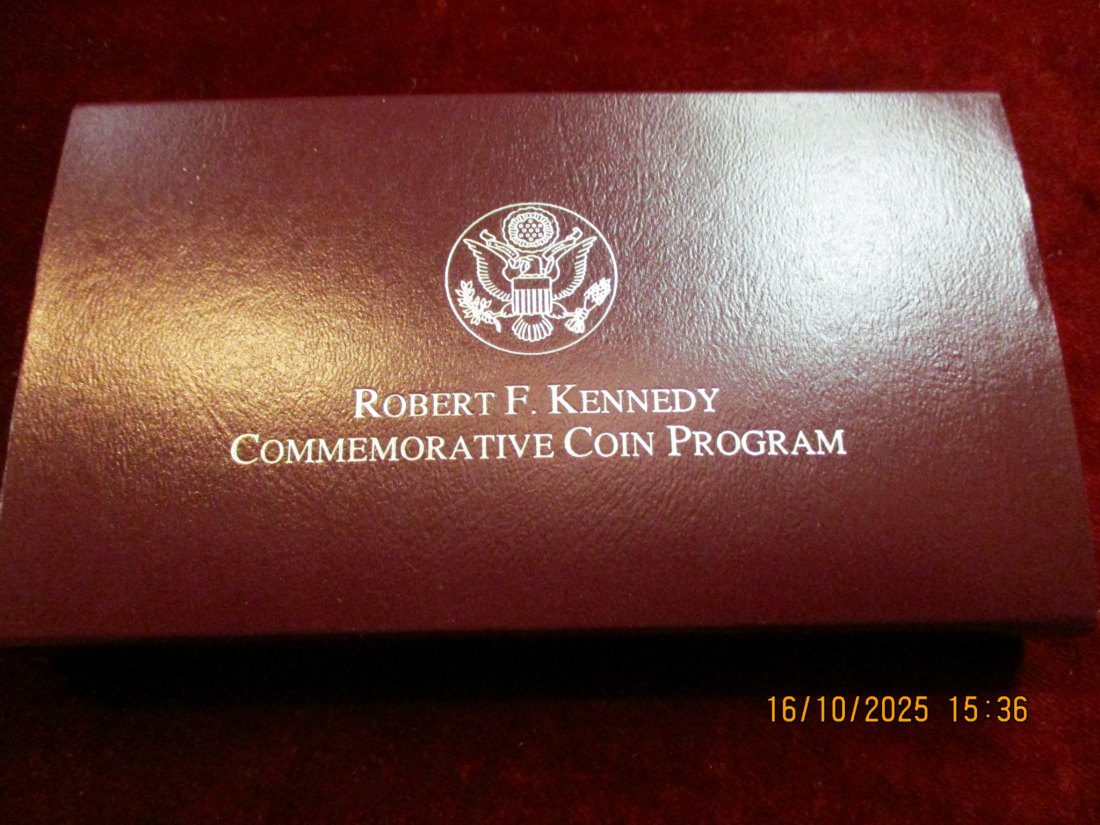 ROBERT F. KENNEDY
COMMEMORATIVE COIN PROGRAM
16/10/2025 15:36